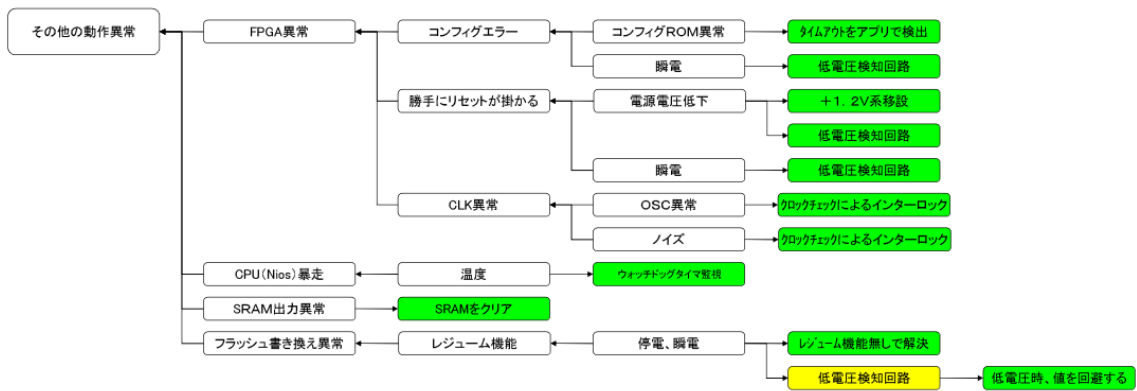 その他の動作異常
FPGA異常
コンフィグエラー
コンフィグROM異常
タイムアウトをアプリで検出
瞬電
低電圧検知回路
勝手にリセットが掛かる
電源電圧低下
＋１．２Ｖ系移設
低電圧検知回路
瞬電
低電圧検知回路
CLK異常
OSC異常
クロックチェックによるインターロック
ノイズ
クロックチェックによるインターロック
CPU（Nios）暴走
温度
ウォッチドッグタイマ監視
SRAM出力異常
SRAMをクリア
フラッシュ書き換え異常
レジューム機能
停電、瞬電
レジューム機能無しで解決
低電圧検知回路
低電圧時、値を回避する